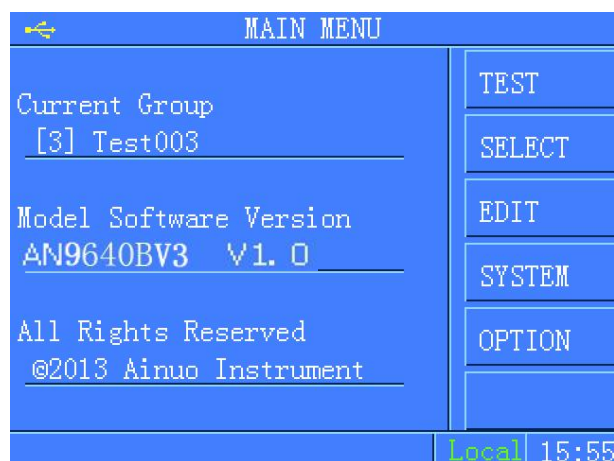 MAIN MENU
Current Group
[3] Test003
Model Software Version
AN9640BV3 V1.0
All Rights Reserved
@2013 Ainuo Instrument
TEST
SELECT
EDIT
SYSTEM
OPTION
Local 15:55